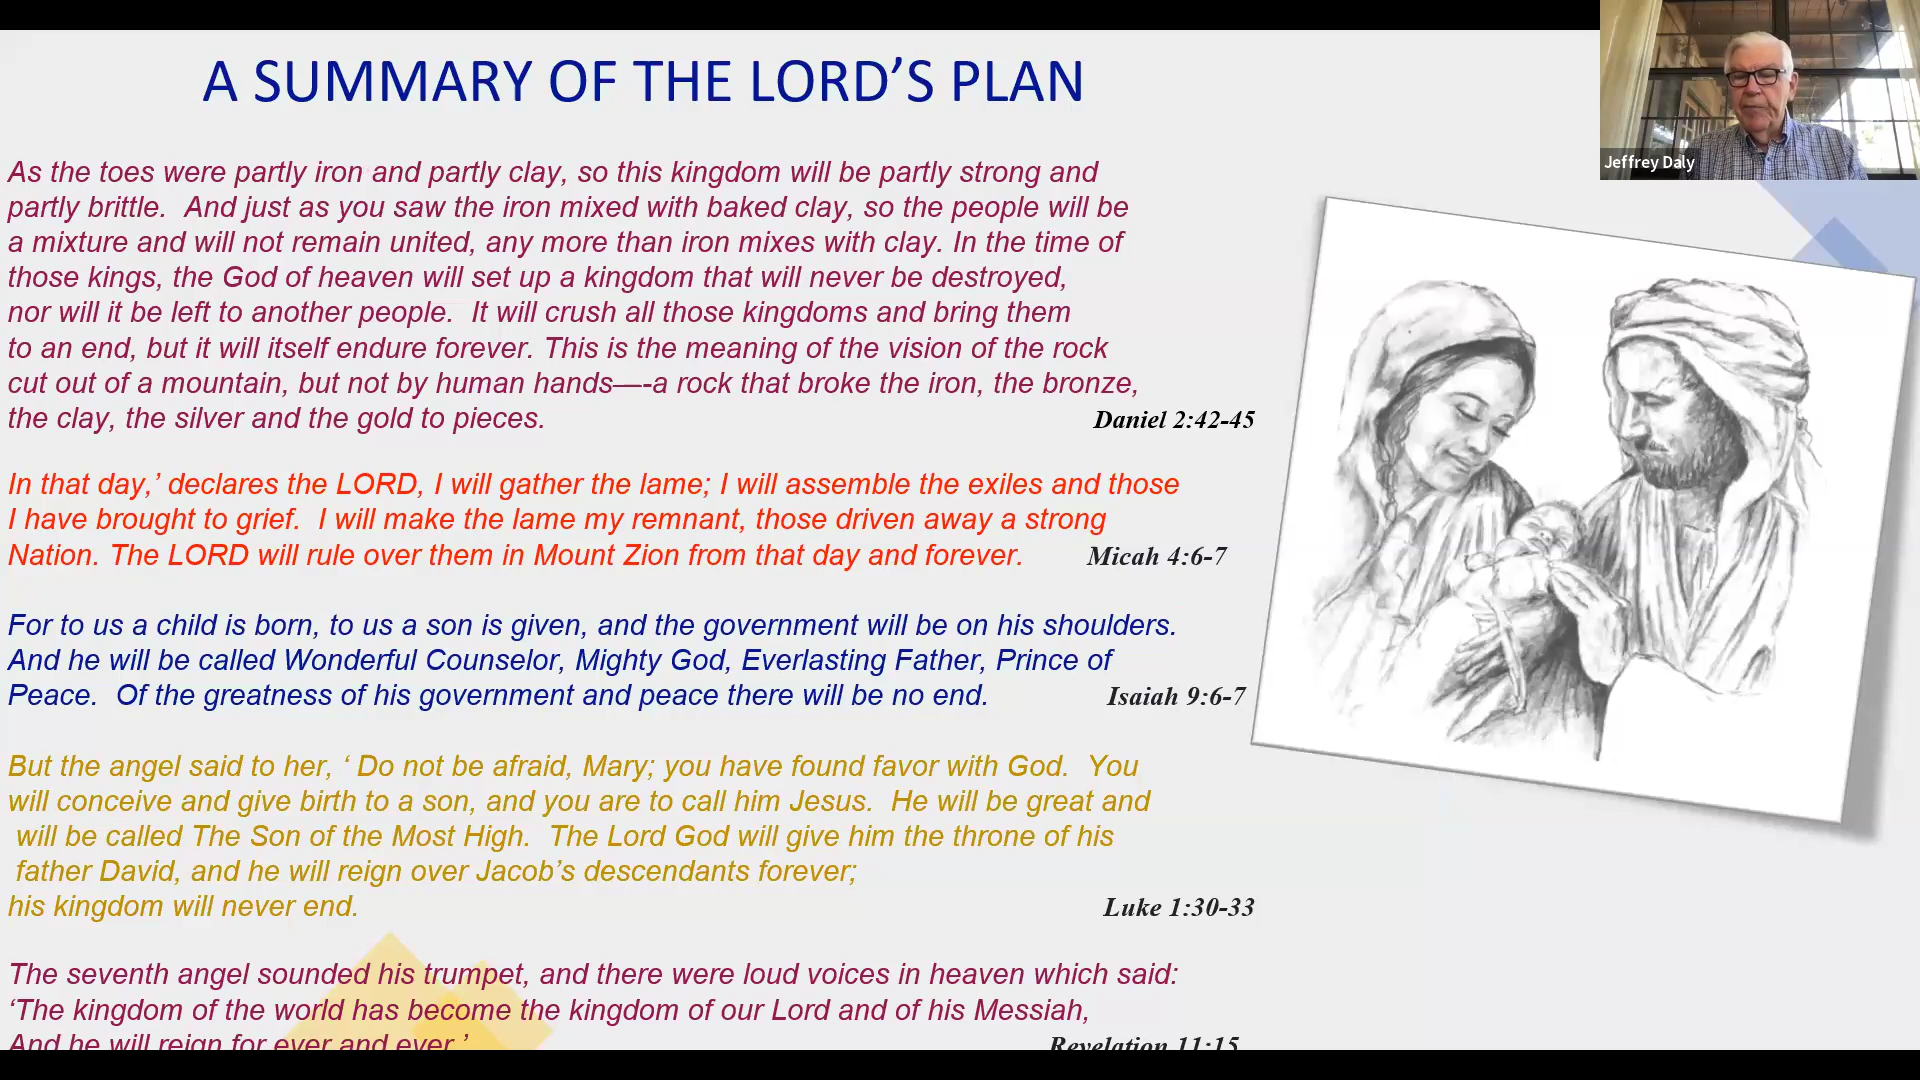 A SUMMARY OF THE LORD’S PLAN
Jeffrey Daly
As the toes were partly iron and partly clay, so this kingdom will be partly strong and
partly brittle.  And just as you saw the iron mixed with baked clay, so the people will be
a mixture and will not remain united, any more than iron mixes with clay. In the time of
those kings, the God of heaven will set up a kingdom that will never be destroyed,
nor will it be left to another people.  It will crush all those kingdoms and bring them
to an end, but it will itself endure forever. This is the meaning of the vision of the rock
cut out of a mountain, but not by human hands—-a rock that broke the iron, the bronze,
the clay, the silver and the gold to pieces. Daniel 2:42-45
In that day,’ declares the LORD, I will gather the lame; I will assemble the exiles and those
I have brought to grief.  I will make the lame my remnant, those driven away a strong
Nation. The LORD will rule over them in Mount Zion from that day and forever. Micah 4:6-7
For to us a child is born, to us a son is given, and the government will be on his shoulders.
And he will be called Wonderful Counselor, Mighty God, Everlasting Father, Prince of
Peace.  Of the greatness of his government and peace there will be no end. Isaiah 9:6-7
But the angel said to her, ‘ Do not be afraid, Mary; you have found favor with God.  You
will conceive and give birth to a son, and you are to call him Jesus.  He will be great and
will be called The Son of the Most High.  The Lord God will give him the throne of his
father David, and he will reign over Jacob’s descendants forever;
his kingdom will never end. Luke 1:30-33
The seventh angel sounded his trumpet, and there were loud voices in heaven which said:
‘The kingdom of the world has become the kingdom of our Lord and of his Messiah,
And he will reign for ever and ever.’ Revelation 11:15